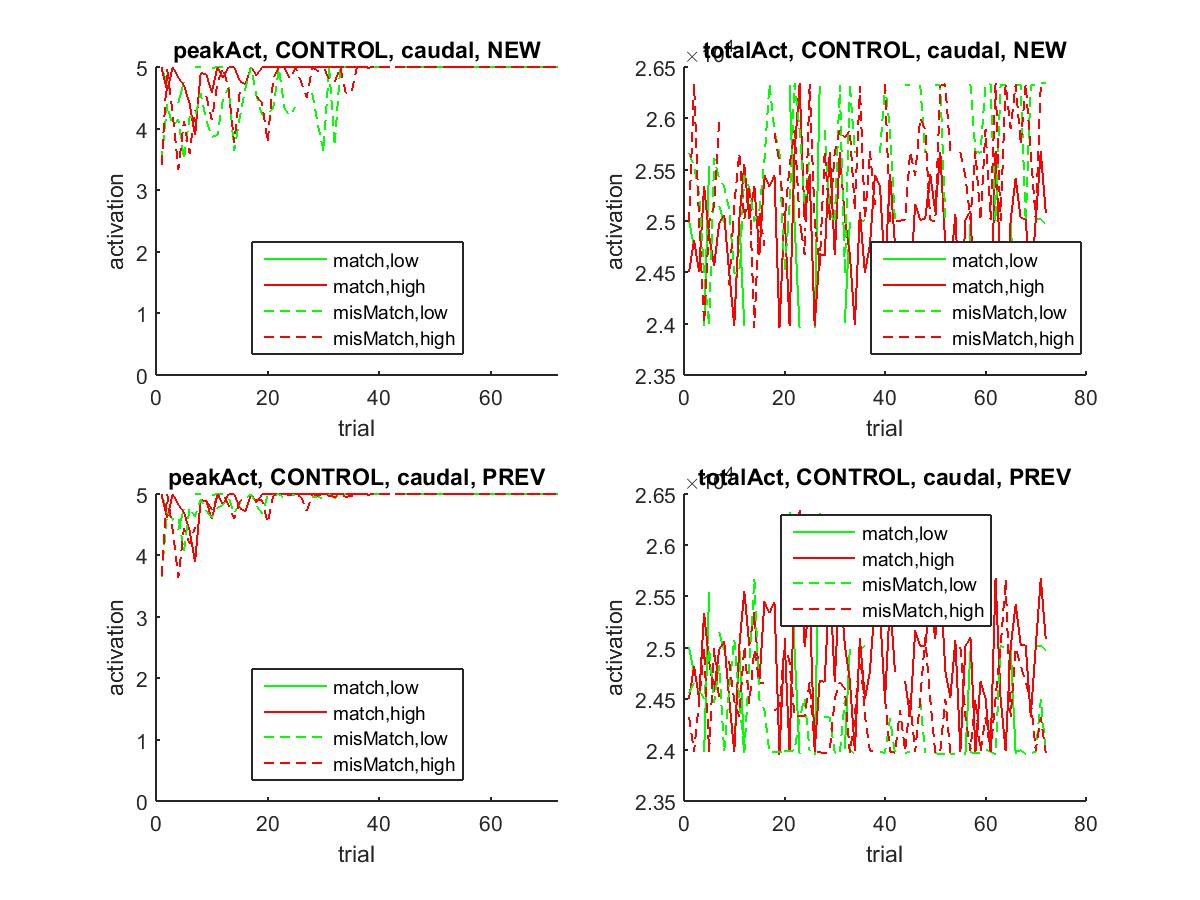 peakAct, CONTROL, caudal, NEW
5
4
3
2
1
0
activation
match,low
match,high
misMatch,low
misMatch,high
0 20 40 60
trial
totalAct, CONTROL, caudal, NEW
2.65
2.6
2.55
2.5
2.45
2.4
2.35
activation
match,low
match,high
misMatch,low
misMatch,high
0 20 40 60 80
trial
peakAct, CONTROL, caudal, PREV
5
4
3
2
1
0
activation
match,low
match,high
misMatch,low
misMatch,high
0 20 40 60
trial
totalAct, CONTROL, caudal, PREV
2.65
2.6
2.55
2.5
2.45
2.4
2.35
activation
match,low
match,high
misMatch,low
misMatch,high
0 20 40 60 80
trial